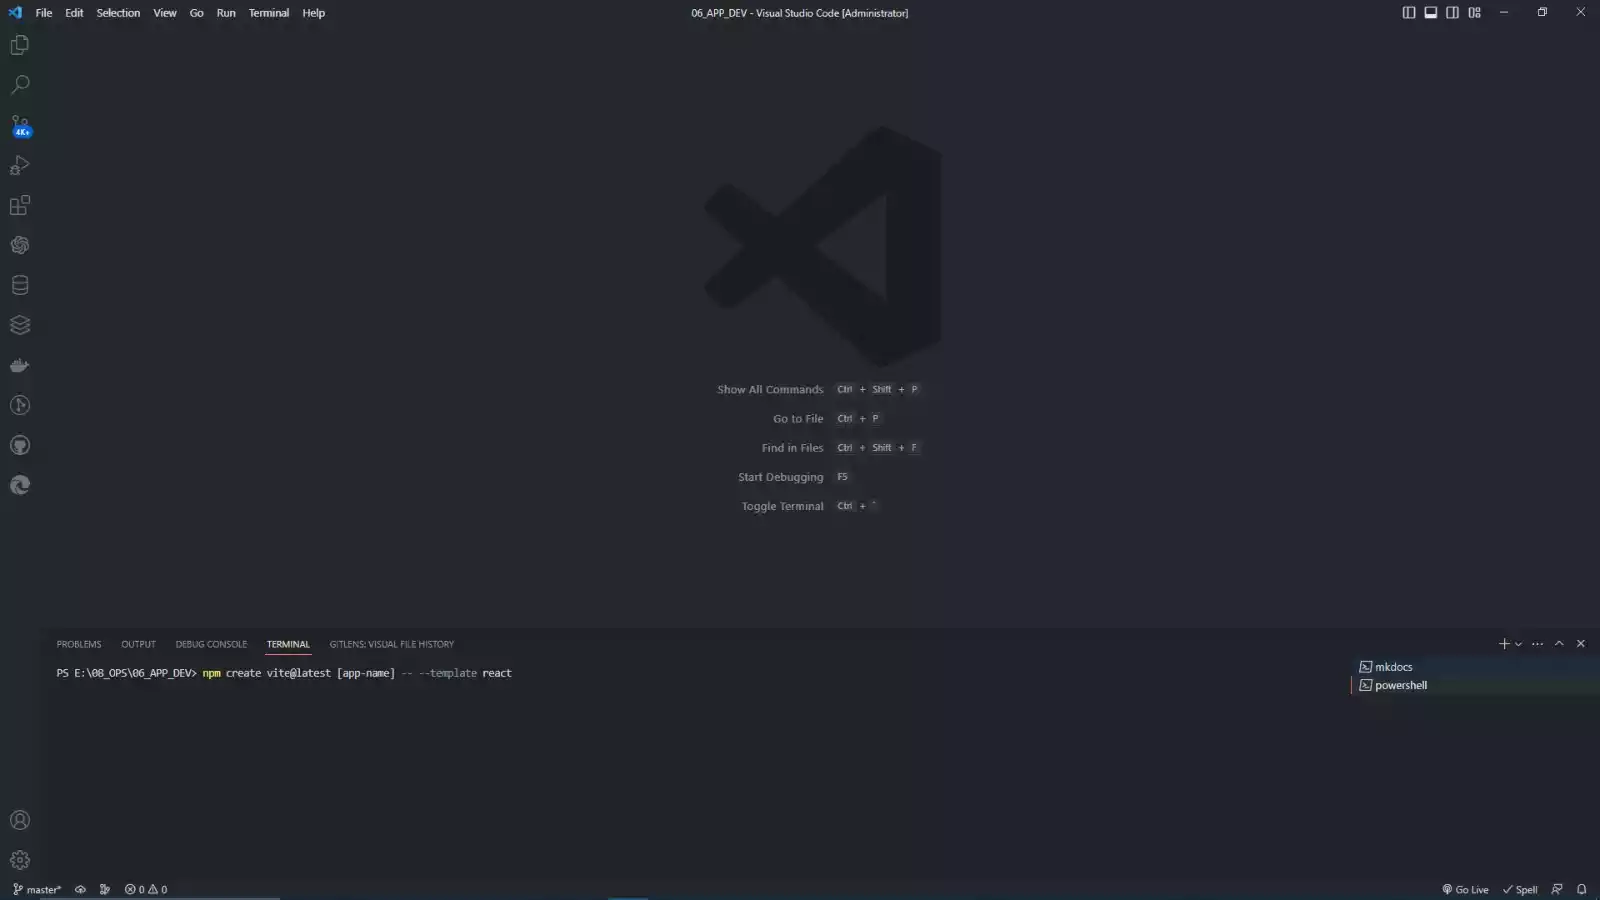 File Edit Selection View Go Run Terminal Help
06_APP_DEV - Visual Studio Code [Administrator]
4K+
Show All Commands Ctrl + Shift + P
Go to File Ctrl + P
Find in Files Ctrl + Shift + F
Start Debugging F5
Toggle Terminal Ctrl + `
PROBLEMS OUTPUT DEBUG CONSOLE TERMINAL GITLENS: VISUAL FILE HISTORY
PS E:\08_OPS\06_APP_DEV> npm create vite@latest [app-name] -- --template react
mkdocs
powershell
master* 0 0 Go Live Spell